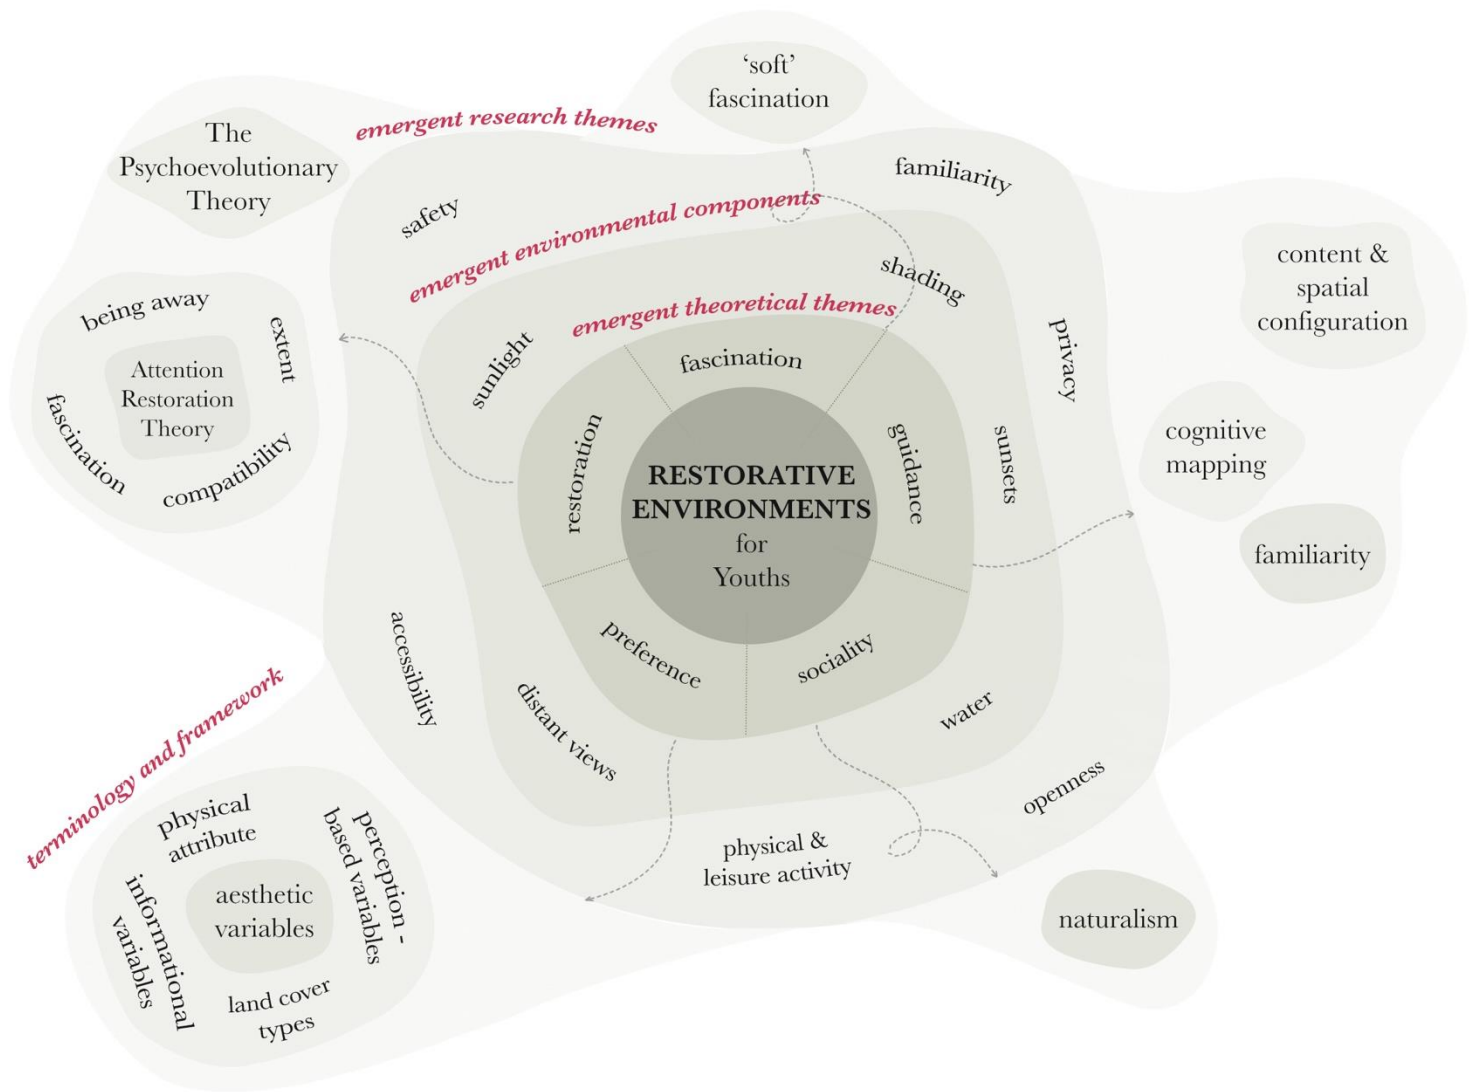 'soft'
fascination
The
Psychoevolutionary
Theory
emergent research themes
familiarity
safety
emergent environmental components
shading
content &
spatial
configuration
being away
extent
Attention
Restoration
Theory
fascination
compatibility
emergent theoretical themes
sunlight
privacy
fascination
restoration
guidance
sunsets
cognitive
mapping
RESTORATIVE
ENVIRONMENTS
for
Youths
familiarity
preference
sociality
accessibility
distant views
water
terminology and framework
openness
physical
attribute
perception -
based variables
aesthetic
variables
informational
variables
land cover
types
physical &
leisure activity
naturalism